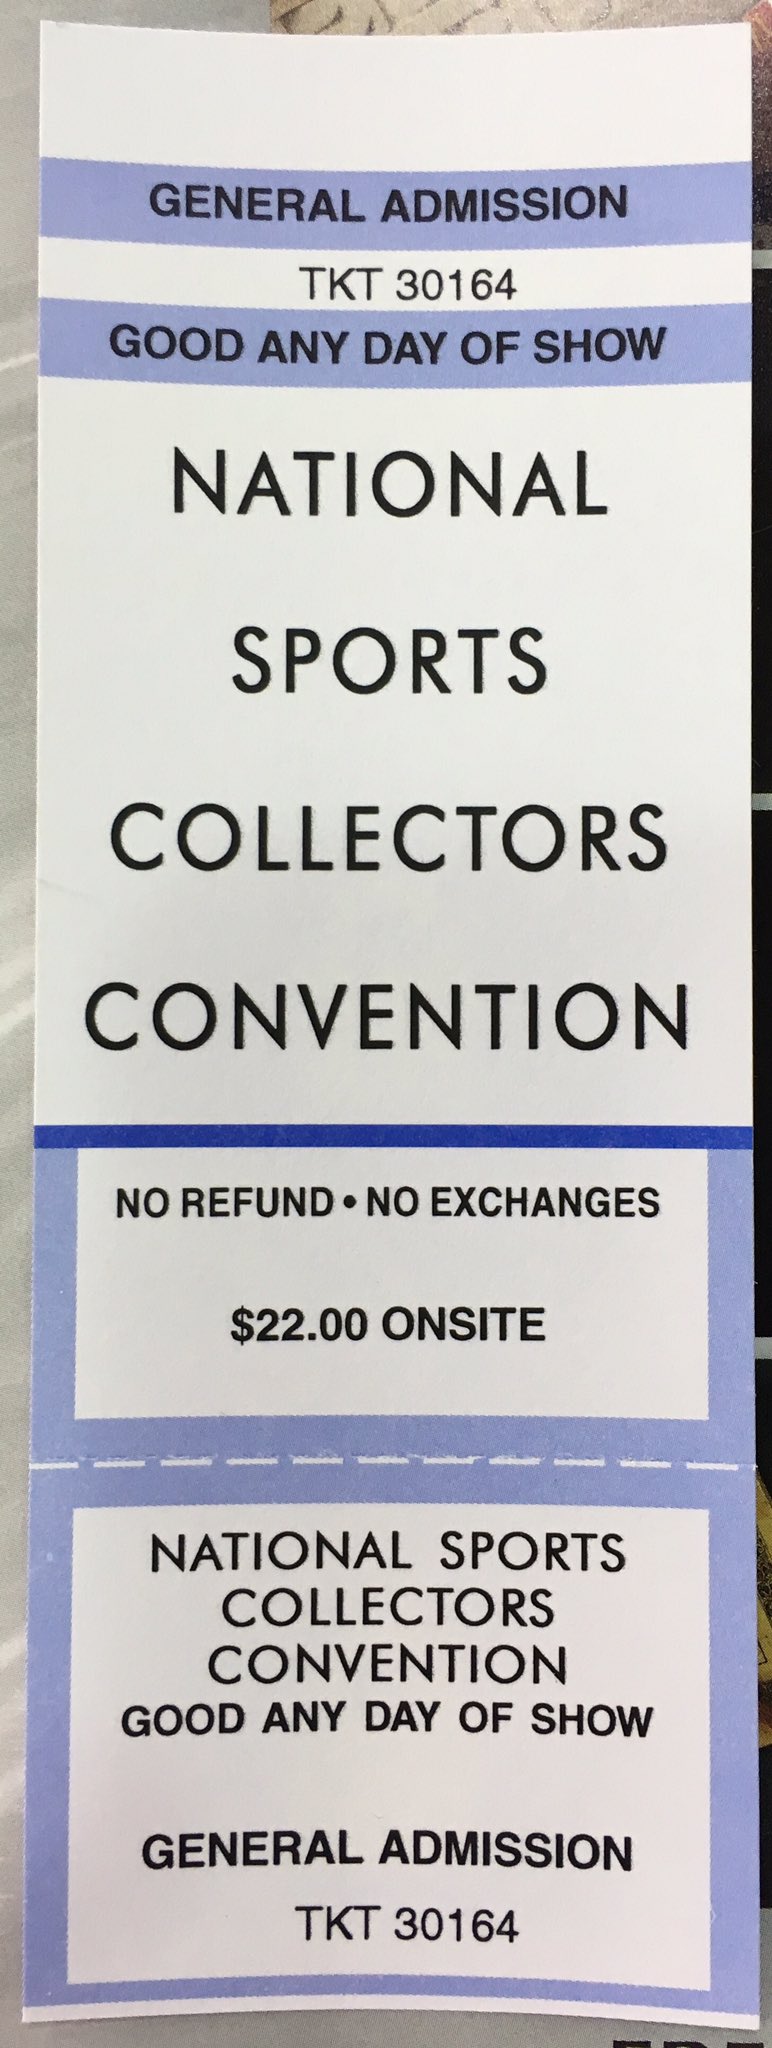 GENERAL ADMISSION
TKT 30164
GOOD ANY DAY OF SHOW
NATIONAL
SPORTS
COLLECTORS
CONVENTION
NO REFUND • NO EXCHANGES
$22.00 ONSITE
NATIONAL SPORTS
COLLECTORS
CONVENTION
GOOD ANY DAY OF SHOW
GENERAL ADMISSION
TKT 30164